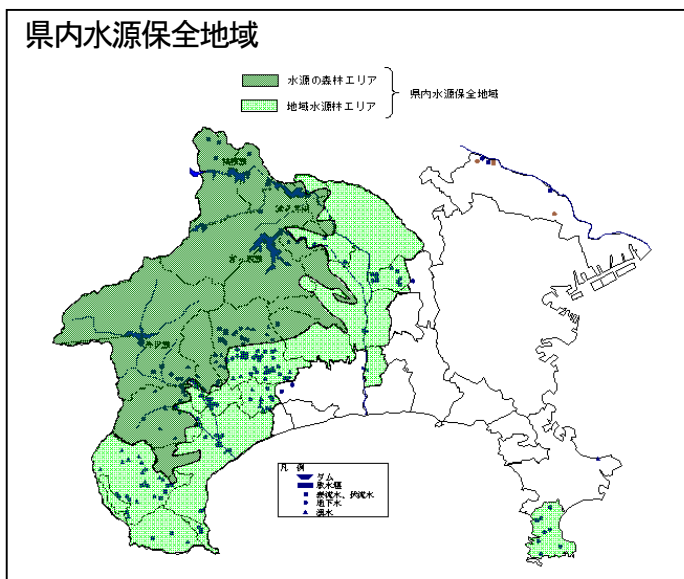 県内水源保全地域
水源の森林エリア
地域水源林エリア
県内水源保全地域
凡 例
ダム
取水堰
表流水、伏流水
地下水
湧水